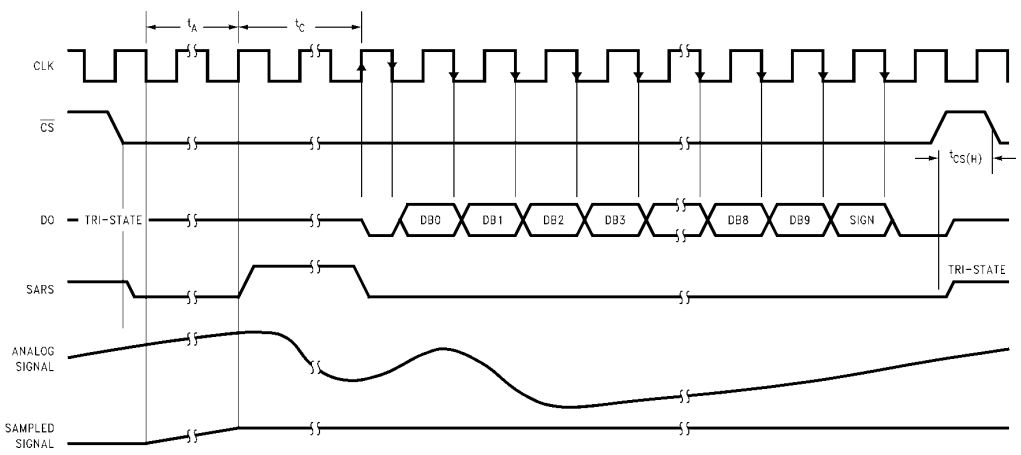 tA
tC
CLK
CS
tCS(H)
DO
TRI-STATE
DB0
DB1
DB2
DB3
DB8
DB9
SIGN
TRI-STATE
SARS
ANALOG
SIGNAL
SAMPLED
SIGNAL